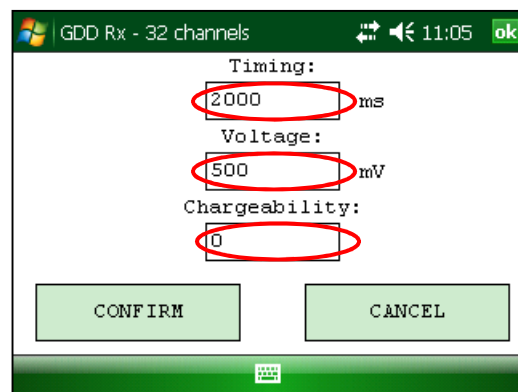 GDD Rx - 32 channels 11:05 ok
Timing:
2000 ms
Voltage:
500 mV
Chargeability:
0
CONFIRM CANCEL